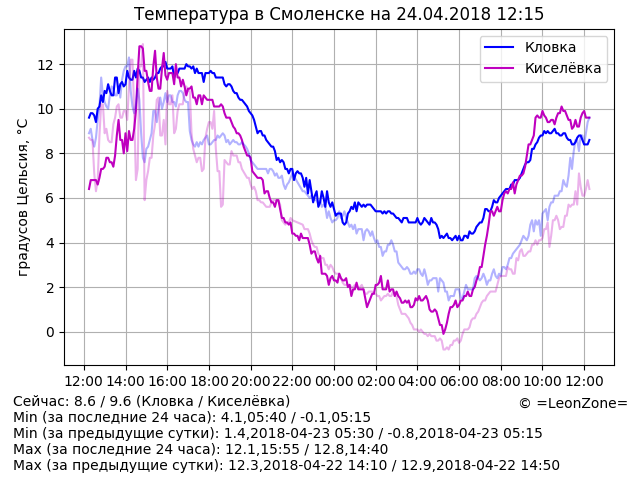 Температура в Смоленске на 24.04.2018 12:15
Кловка
Киселёвка
градусов Цельсия, °C
12
10
8
6
4
2
0
12:00 14:00 16:00 18:00 20:00 22:00 00:00 02:00 04:00 06:00 08:00 10:00 12:00
Сейчас: 8.6 / 9.6 (Кловка / Киселёвка)
© =LeonZone=
Min (за последние 24 часа): 4.1,05:40 / -0.1,05:15
Min (за предыдущие сутки): 1.4,2018-04-23 05:30 / -0.8,2018-04-23 05:15
Max (за последние 24 часа): 12.1,15:55 / 12.8,14:40
Max (за предыдущие сутки): 12.3,2018-04-22 14:10 / 12.9,2018-04-22 14:50